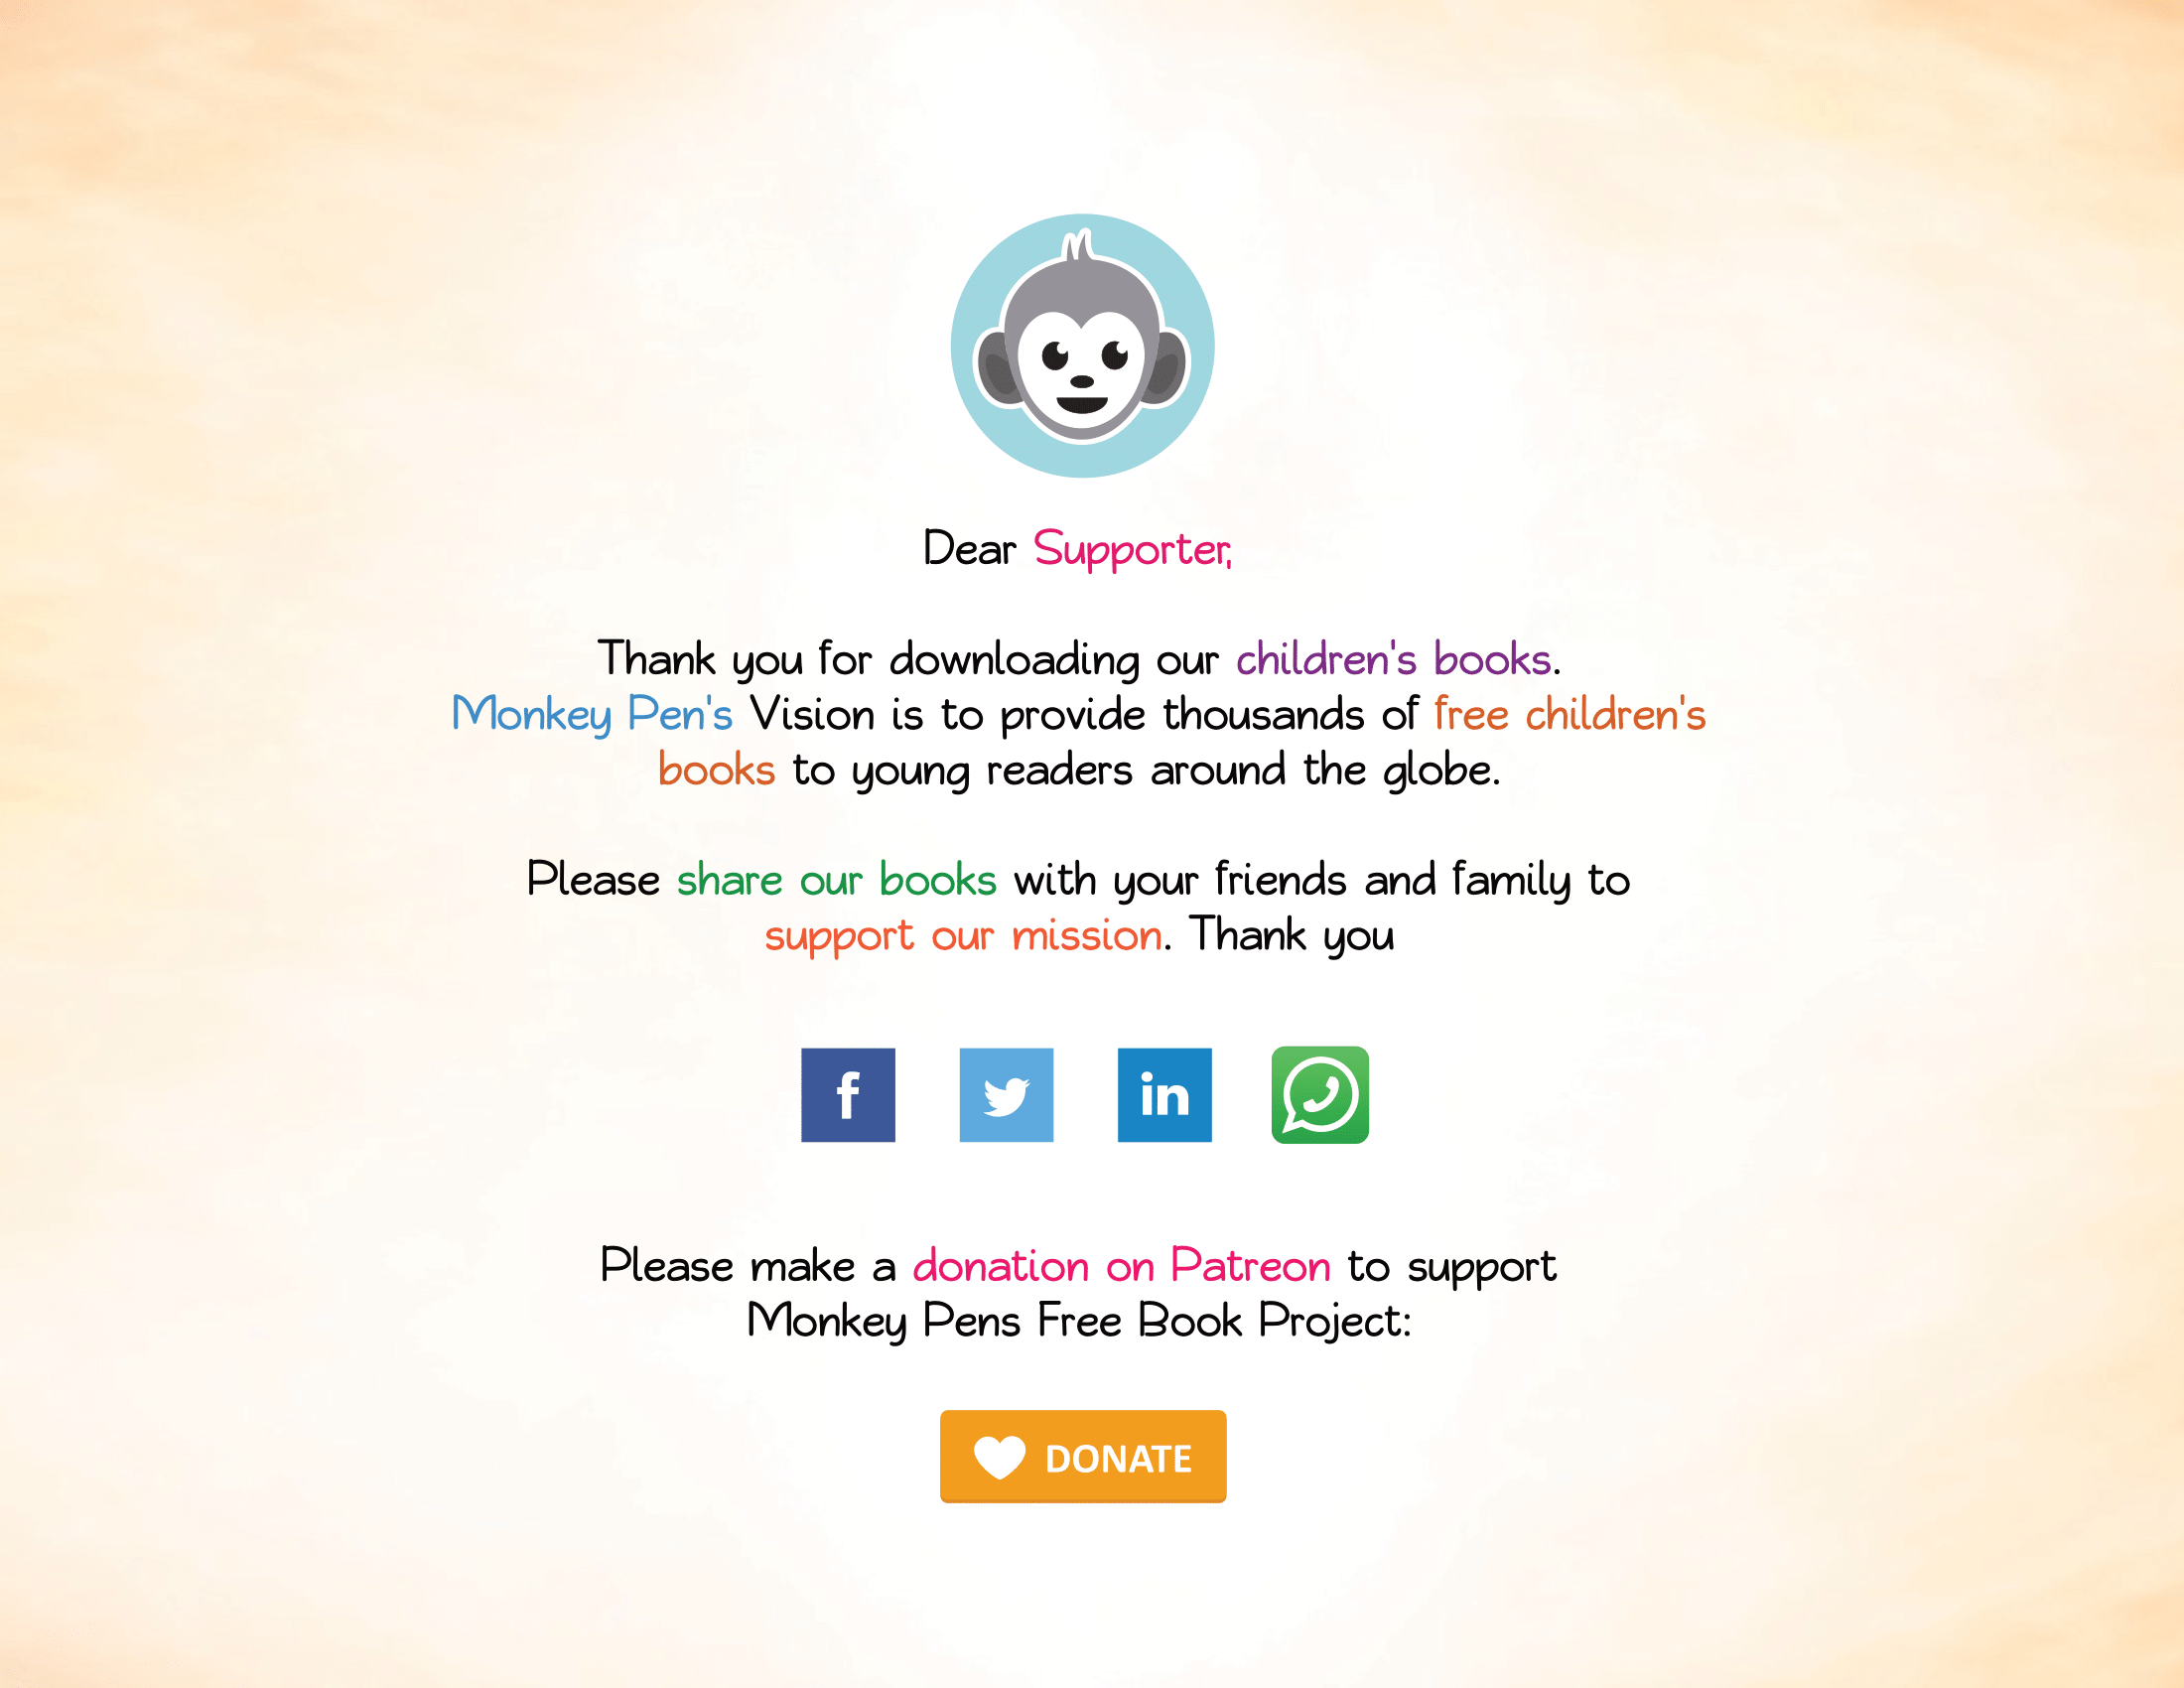 Dear Supporter,
Thank you for downloading our children's books.
Monkey Pen's Vision is to provide thousands of free children's
books to young readers around the globe.
Please share our books with your friends and family to
support our mission. Thank you
f
in
Please make a donation on Patreon to support
Monkey Pens Free Book Project:
DONATE